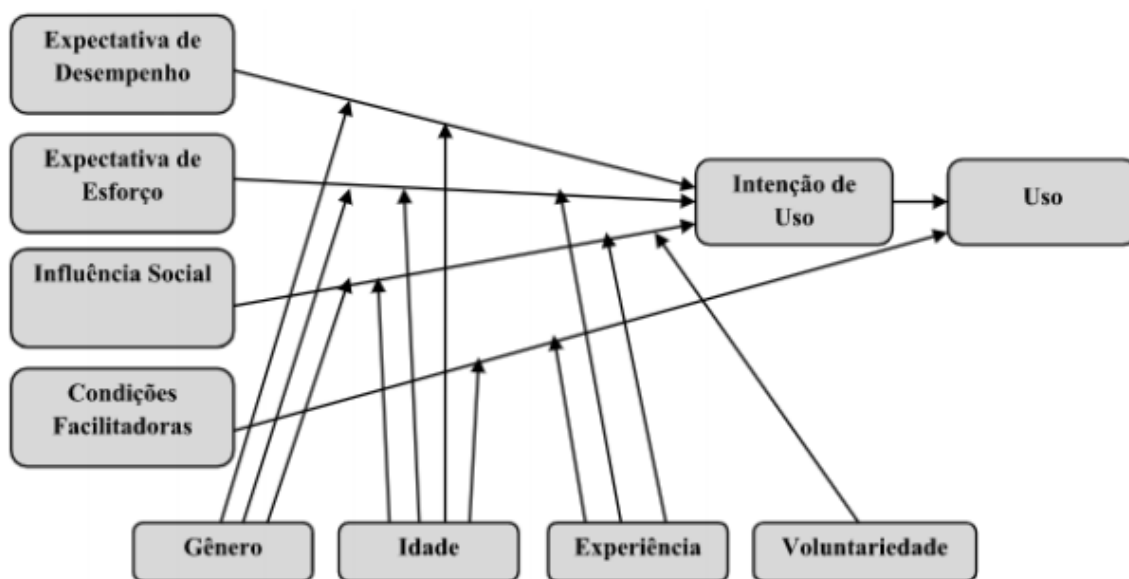 Expectativa de
Desempenho
Expectativa de
Esforço
Influência Social
Condições
Facilitadoras
Intenção de
Uso
Uso
Gênero
Idade
Experiência
Voluntariedade